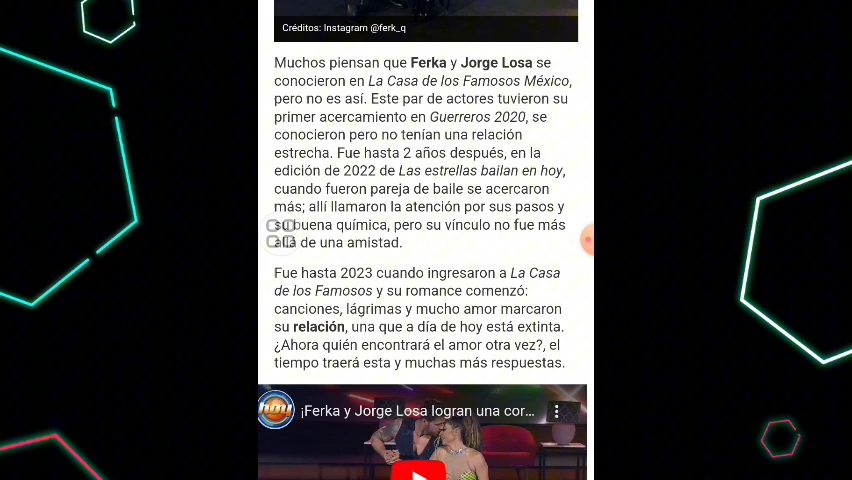 Créditos: Instagram @ferk_q
Muchos piensan que Ferka y Jorge Losa se
conocieron en La Casa de los Famosos México,
pero no es así. Este par de actores tuvieron su
primer acercamiento en Guerreros 2020, se
conocieron pero no tenían una relación
estrecha. Fue hasta 2 años después, en la
edición de 2022 de Las estrellas bailan en hoy,
cuando fueron pareja de baile se acercaron
más; allí llamaron la atención por sus pasos y
su buena química, pero su vínculo no fue más
allá de una amistad.
Fue hasta 2023 cuando ingresaron a La Casa
de los Famosos y su romance comenzó:
canciones, lágrimas y mucho amor marcaron
su relación, una que a día de hoy está extinta.
¿Ahora quién encontrará el amor otra vez?, el
tiempo traerá esta y muchas más respuestas.
hoy
¡Ferka y Jorge Losa logran una cor...